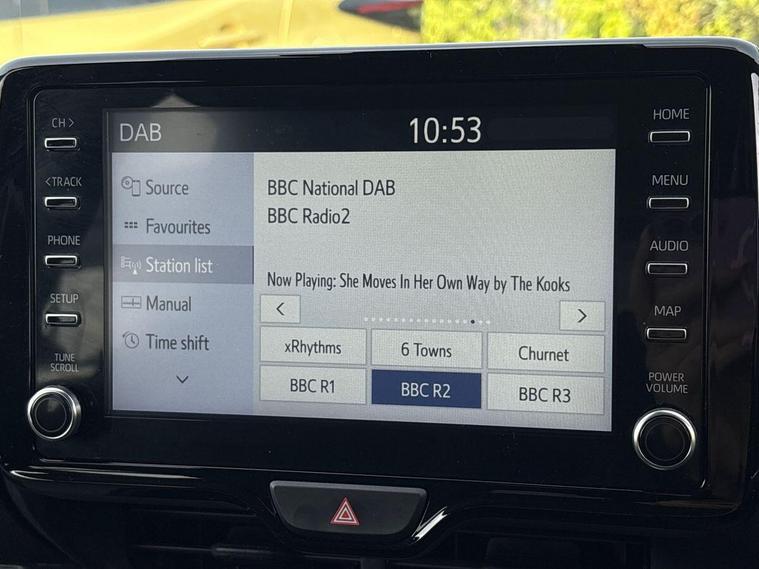 CH>
<TRACK
PHONE
SETUP
TUNE
SCROLL
DAB
10:53
Source
Favourites
Station list
Manual
Time shift
BBC National DAB
BBC Radio2
Now Playing: She Moves In Her Own Way by The Kooks
xRhythms
6 Towns
Churnet
BBC R1
BBC R2
BBC R3
HOME
MENU
AUDIO
MAP
POWER
VOLUME